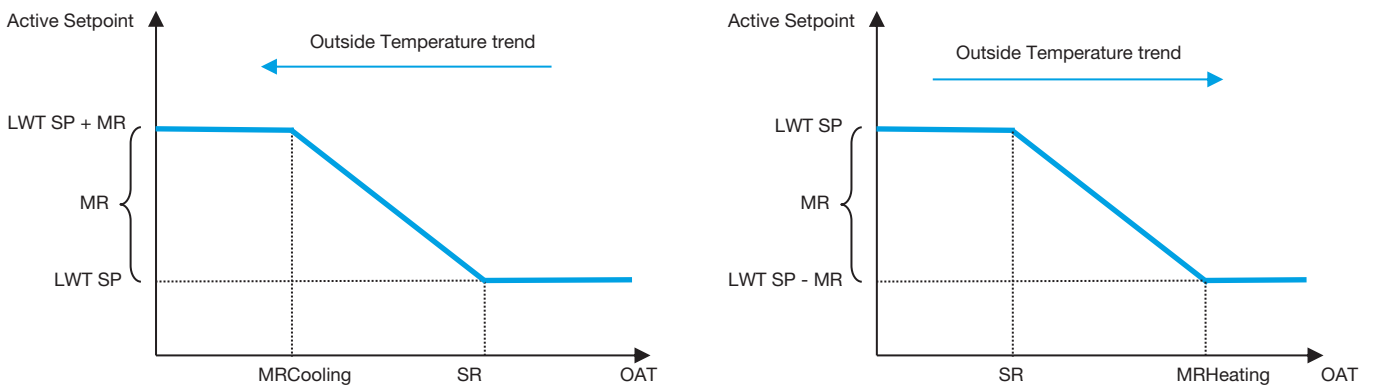 Active Setpoint
Outside Temperature trend
LWT SP + MR
MR
LWT SP
MRCooling
SR
OAT
Active Setpoint
Outside Temperature trend
LWT SP
MR
LWT SP - MR
SR
MRHeating
OAT